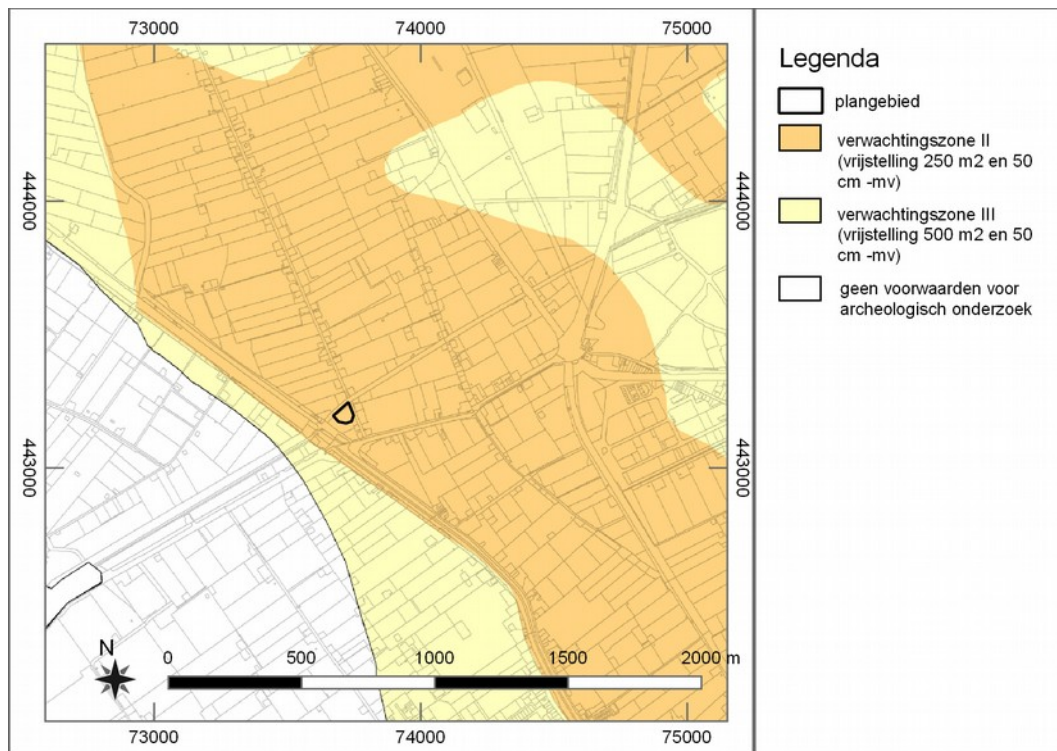 73000
74000
75000
444000
444000
443000
443000
N
0
500
1000
1500
2000 m
73000
74000
75000
Legenda
plangebied
verwachtingszone II
(vrijstelling 250 m2 en 50
cm -mv)
verwachtingszone III
(vrijstelling 500 m2 en 50
cm -mv)
geen voorwaarden voor
archeologisch onderzoek